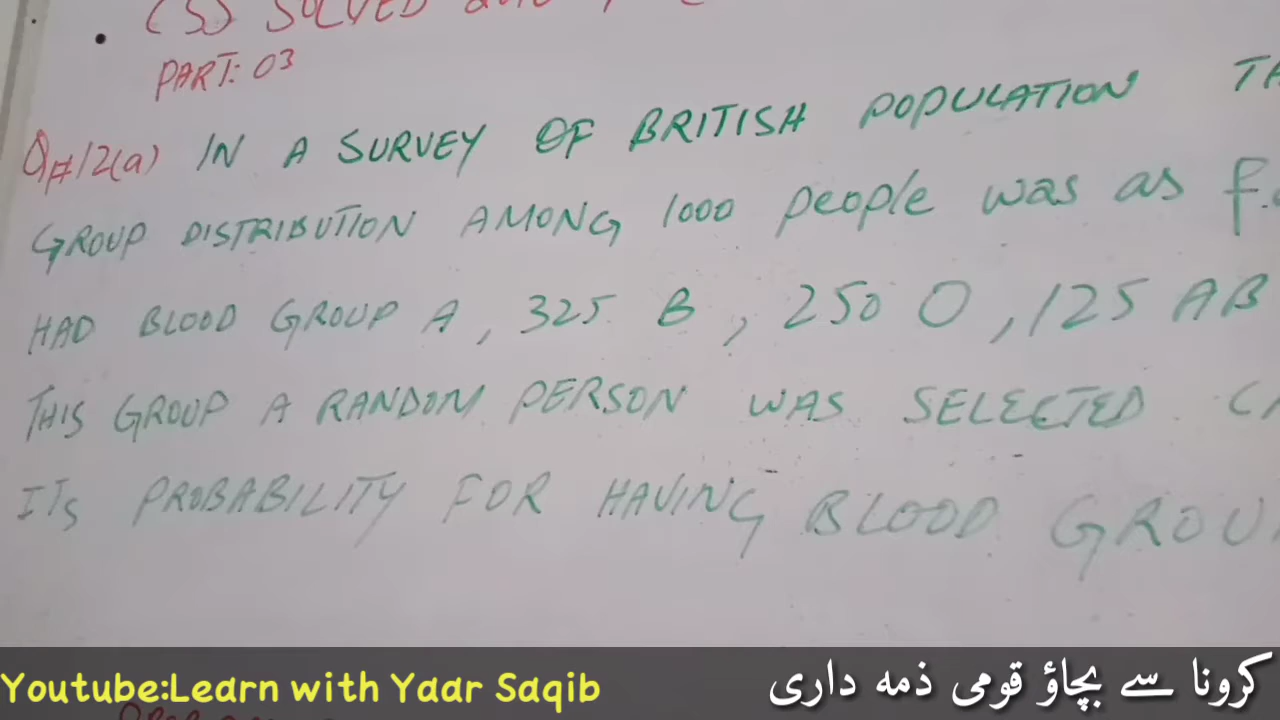 (S) SOLVED
PART: 03
Q#12(a) IN A SURVEY OF BRITISH POPULATION
GROUP DISTRIBUTION AMONG 1000 people was as
HAD BLOOD GROUP A, 325 B, 250 O, 125 AB
THIS GROUP A RANDOM PERSON WAS SELECTED
ITS PROBABILITY FOR HAVING BLOOD GROU
Youtube:Learn with Yaar Saqib
کرونا سے بچاؤ قومی ذمہ داری